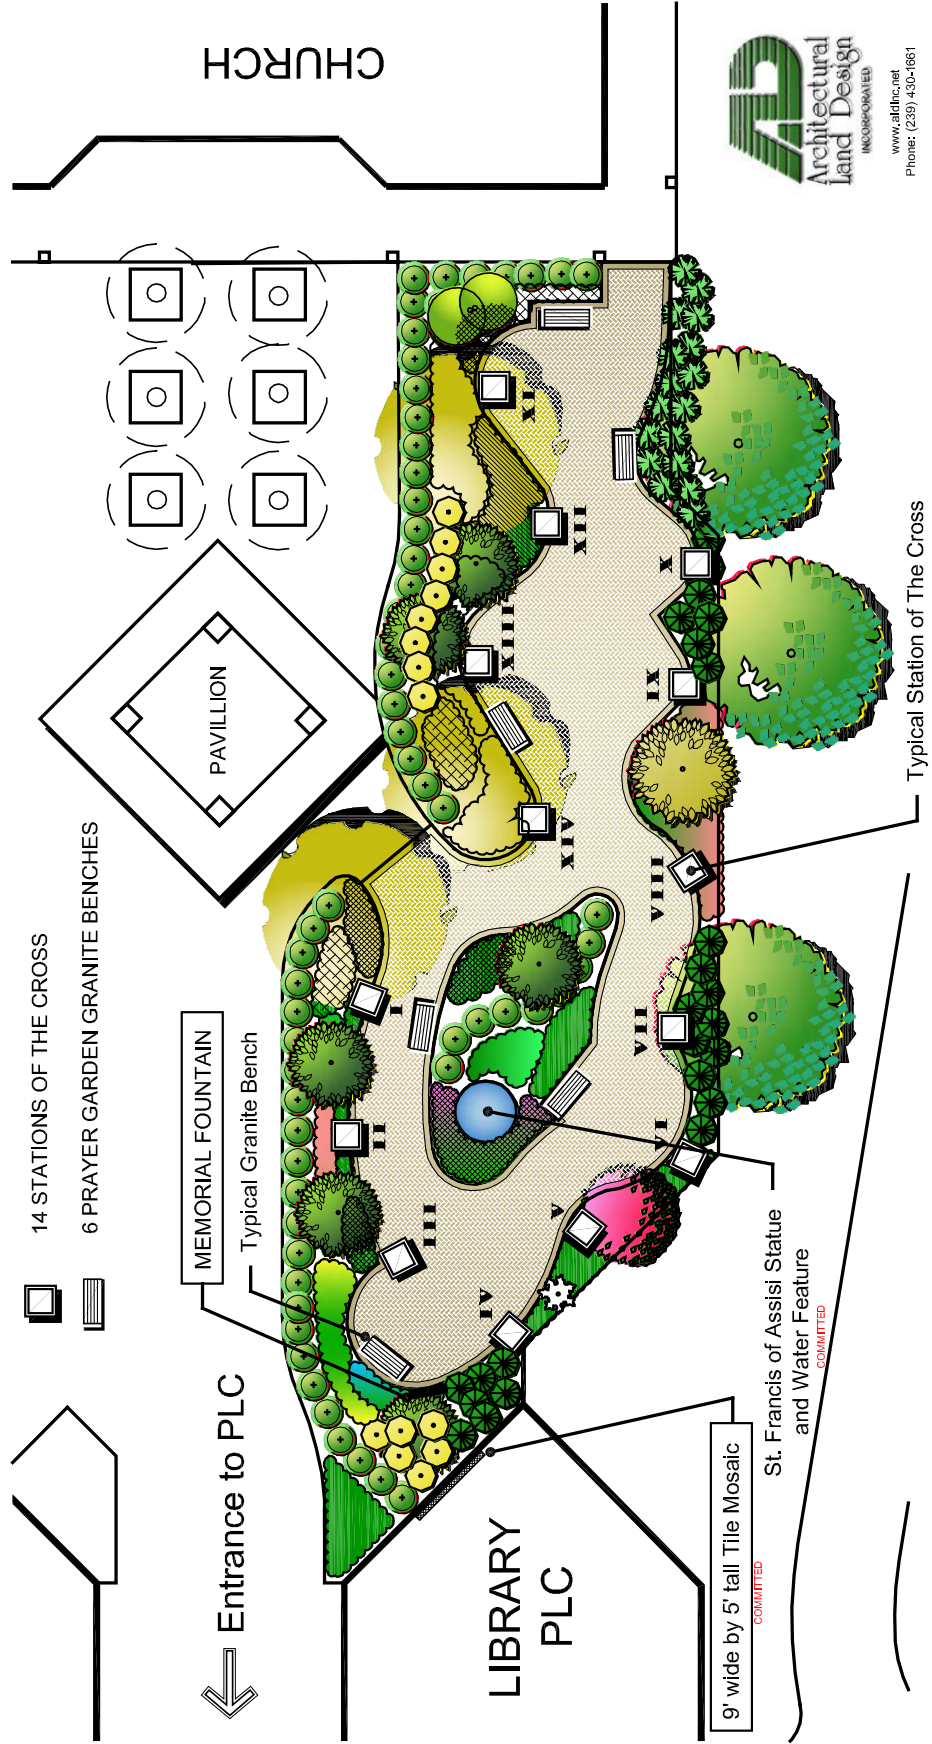 14 STATIONS OF THE CROSS
6 PRAYER GARDEN GRANITE BENCHES
MEMORIAL FOUNTAIN
Typical Granite Bench
Entrance to PLC
LIBRARY
PLC
PAVILLION
CHURCH
I
II
III
IV
V
VI
VII
VIII
IX
X
XI
XII
XIII
XIV
9' wide by 5' tall Tile Mosaic
COMMITTED
St. Francis of Assisi Statue
and Water Feature
COMMITTED
Typical Station of The Cross
ALD
Architectural
Land Design
INCORPORATED
www.aldinc.net
Phone: (239) 430-1661